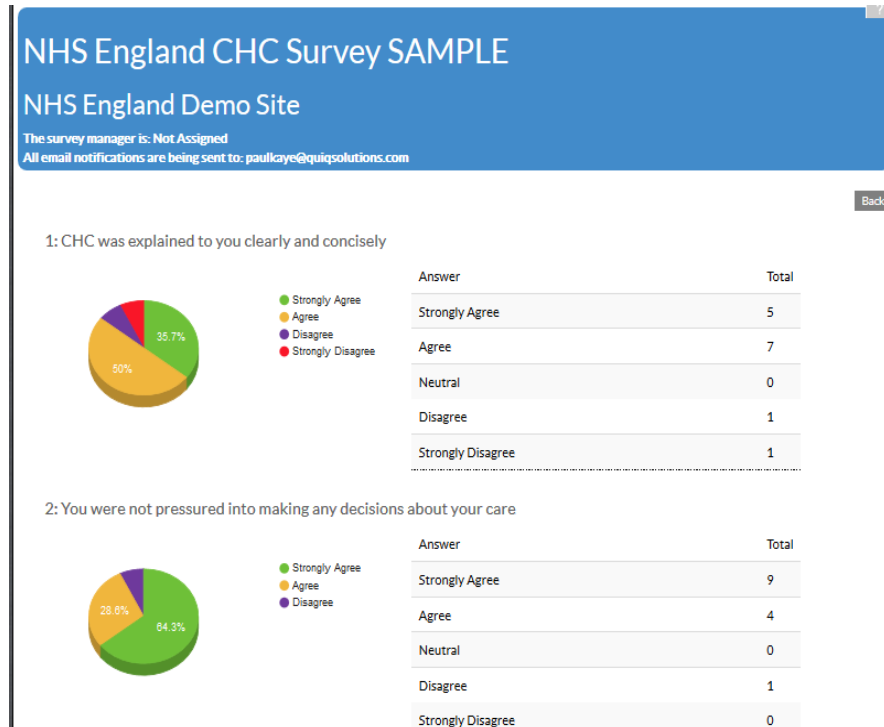 ?
NHS England CHC Survey SAMPLE
NHS England Demo Site
The survey manager is: Not Assigned
All email notifications are being sent to: paulkaye@quiqsolutions.com
Back
1: CHC was explained to you clearly and concisely
35.7%
50%
Strongly Agree
Agree
Disagree
Strongly Disagree
Answer Total
Strongly Agree 5
Agree 7
Neutral 0
Disagree 1
Strongly Disagree 1
2: You were not pressured into making any decisions about your care
28.6%
64.3%
Strongly Agree
Agree
Disagree
Answer Total
Strongly Agree 9
Agree 4
Neutral 0
Disagree 1
Strongly Disagree 0